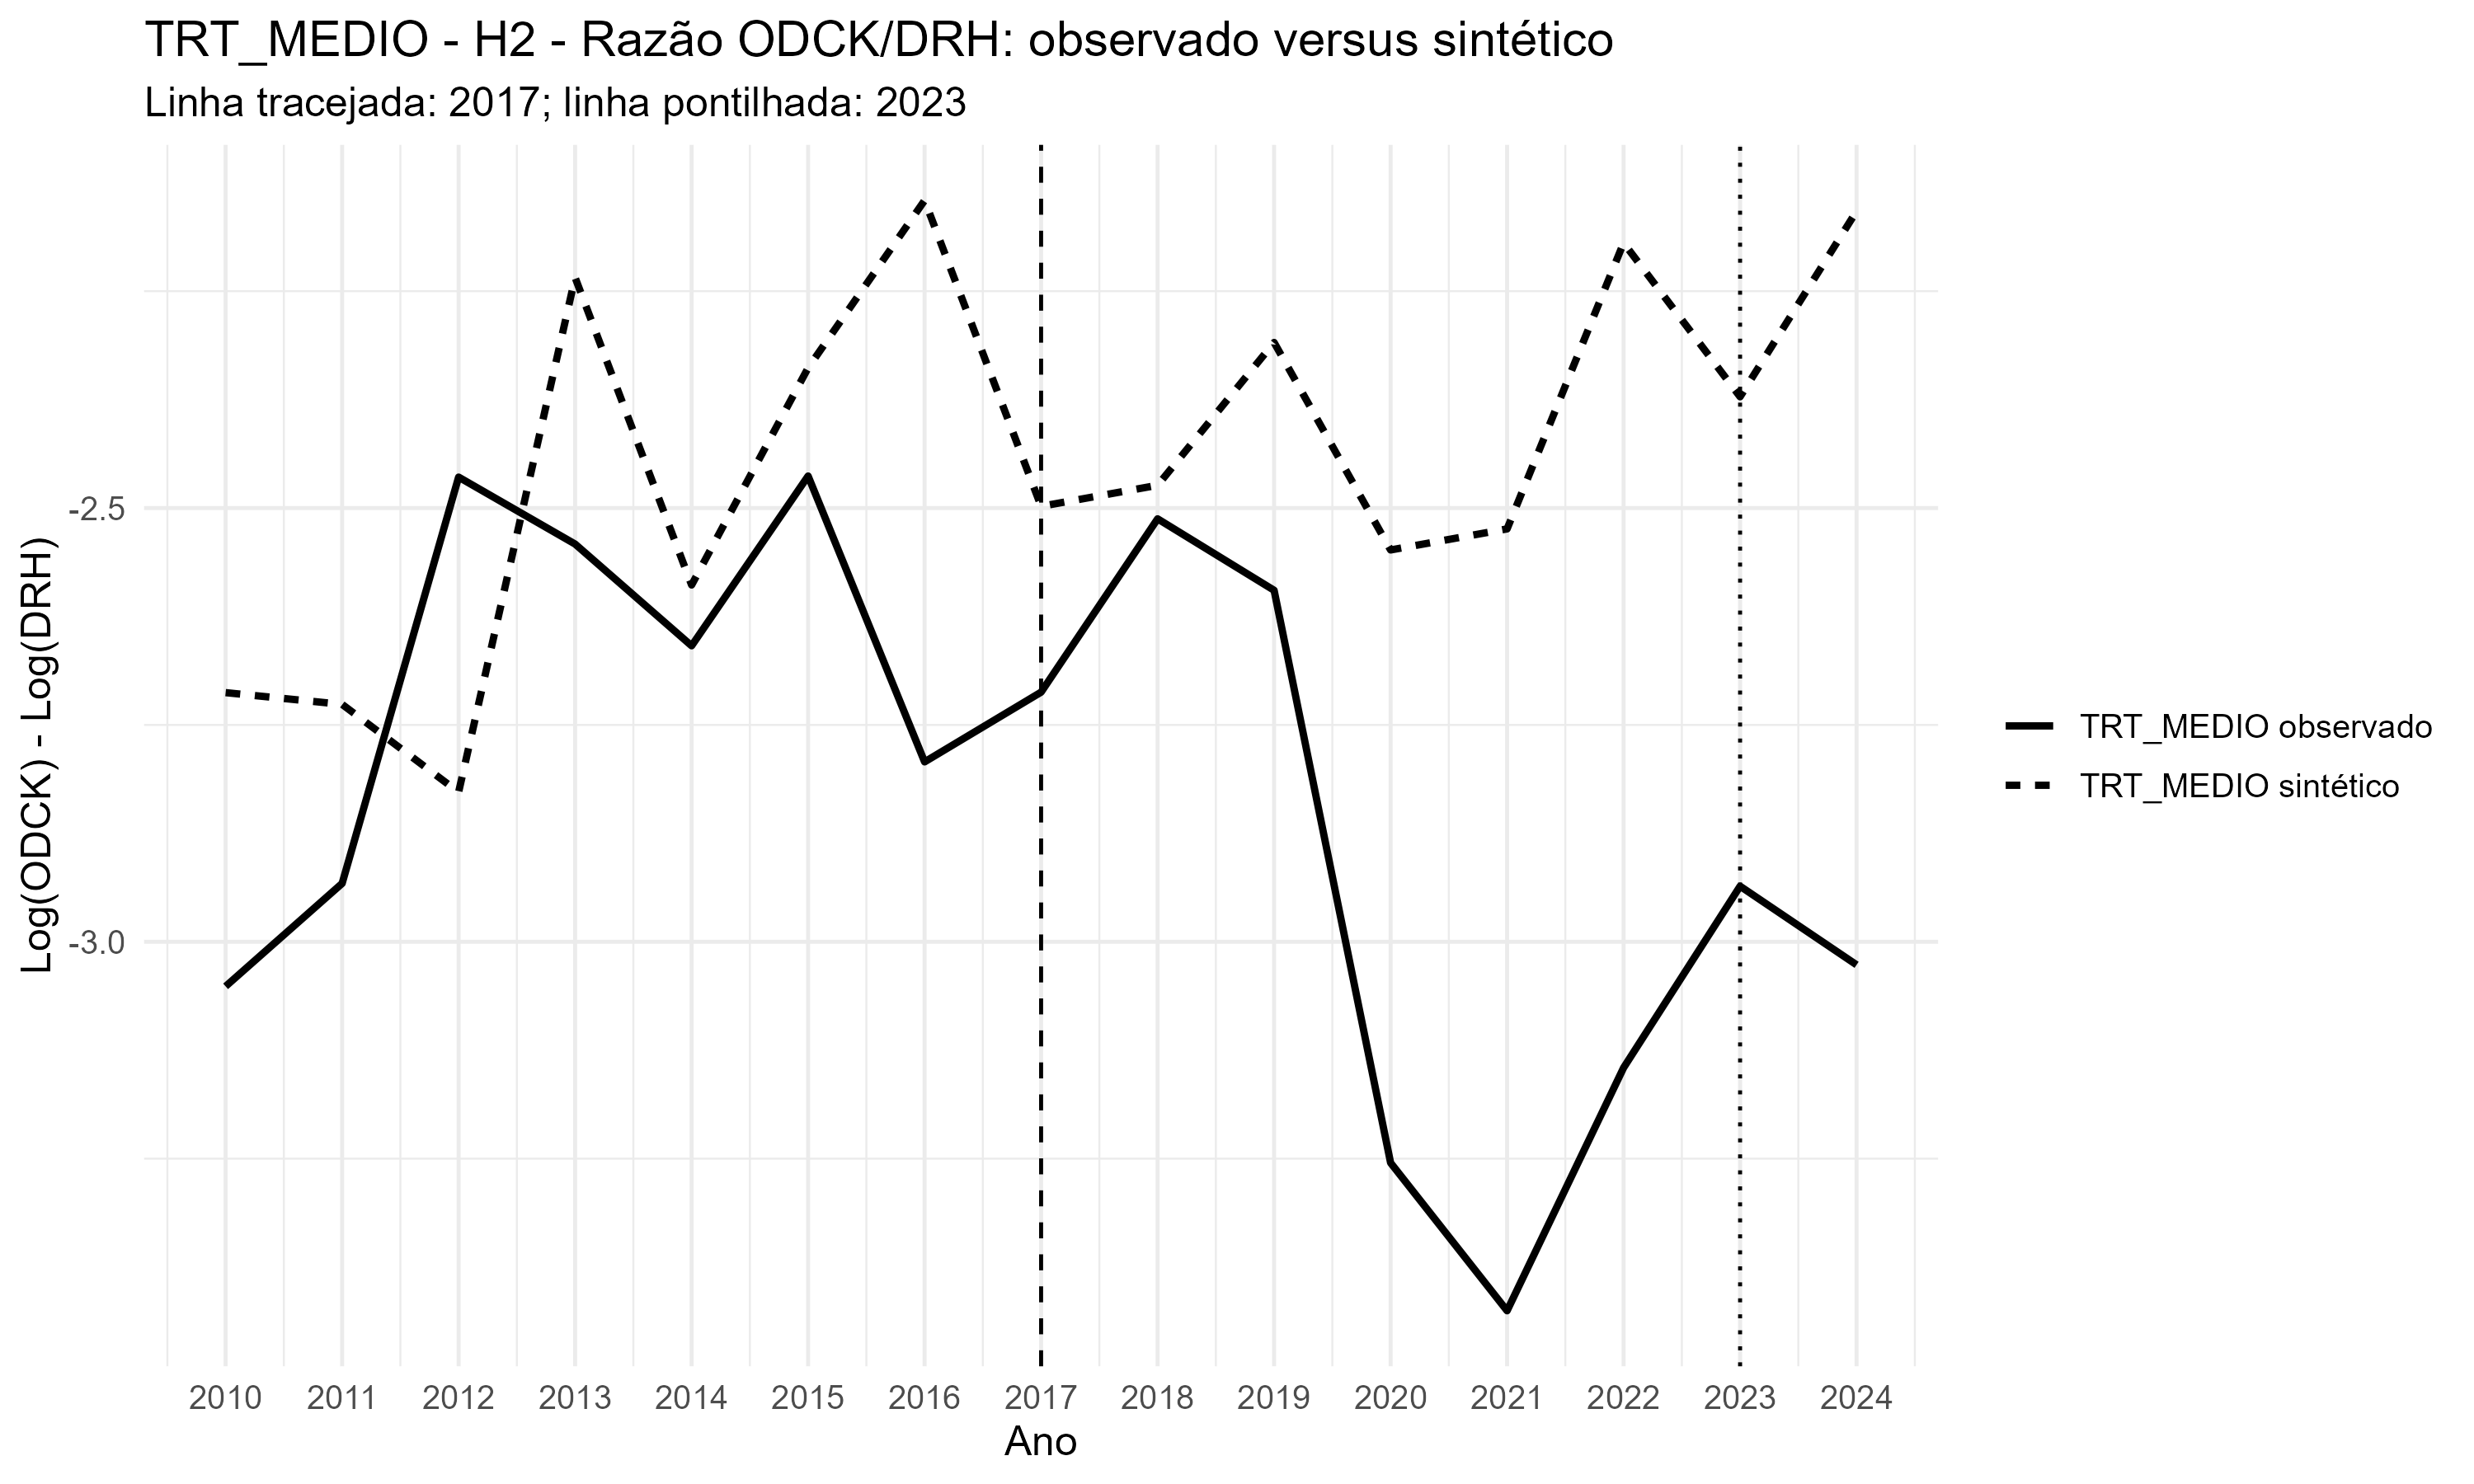 TRT_MEDIO - H2 - Razão ODCK/DRH: observado versus sintético
Linha tracejada: 2017; linha pontilhada: 2023
Log(ODCK) - Log(DRH)
-2.5
-3.0
2010 2011 2012 2013 2014 2015 2016 2017 2018 2019 2020 2021 2022 2023 2024
Ano
TRT_MEDIO observado
TRT_MEDIO sintético